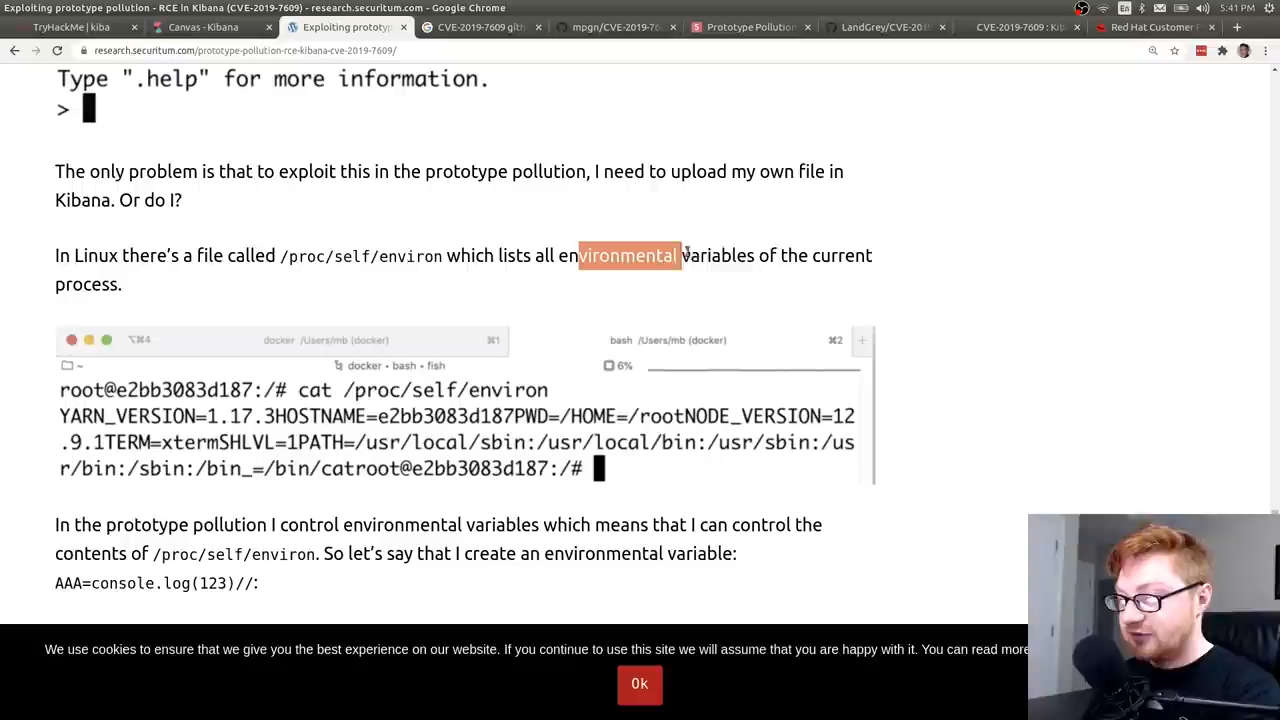 Exploiting prototype pollution - RCE in Kibana (CVE-2019-7609) - research.securitum.com - Google Chrome
En
5:41 PM
TryHackMe | kiba
Canvas - Kibana
Exploiting prototyp
CVE-2019-7609 gith
mpgn/CVE-2019-760
Prototype Pollution
LandGrey/CVE-2019-
CVE-2019-7609 : Kib
Red Hat Customer P
research.securitum.com/prototype-pollution-rce-kibana-cve-2019-7609/
Type ".help" for more information.
>
The only problem is that to exploit this in the prototype pollution, I need to upload my own file in
Kibana. Or do I?
In Linux there’s a file called /proc/self/environ which lists all environmental variables of the current
process.
⌥⌘4
docker /Users/mb (docker)
⌘1
bash /Users/mb (docker)
⌘2
+
~
docker • bash • fish
6%
root@e2bb3083d187:/# cat /proc/self/environ
YARN_VERSION=1.17.3HOSTNAME=e2bb3083d187PWD=/HOME=/rootNODE_VERSION=12
.9.1TERM=xtermSHLVL=1PATH=/usr/local/sbin:/usr/local/bin:/usr/sbin:/us
r/bin:/sbin:/bin_=/bin/catroot@e2bb3083d187:/#
In the prototype pollution I control environmental variables which means that I can control the
contents of /proc/self/environ. So let’s say that I create an environmental variable:
AAA=console.log(123)//:
We use cookies to ensure that we give you the best experience on our website. If you continue to use this site we will assume that you are happy with it. You can read more
Ok